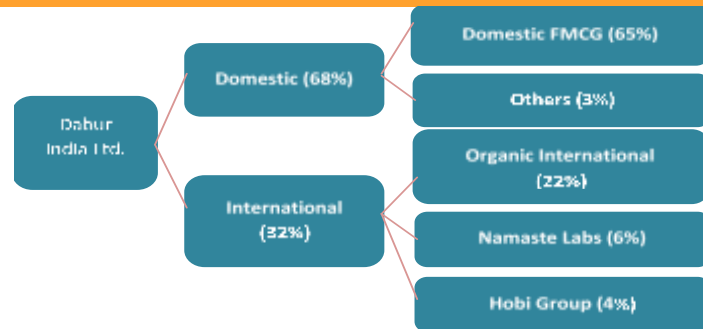 Dabur
India Ltd.
Domestic (68%)
International
(32%)
Domestic FMCG (65%)
Others (3%)
Organic International
(22%)
Namaste Labs (6%)
Hobi Group (4%)